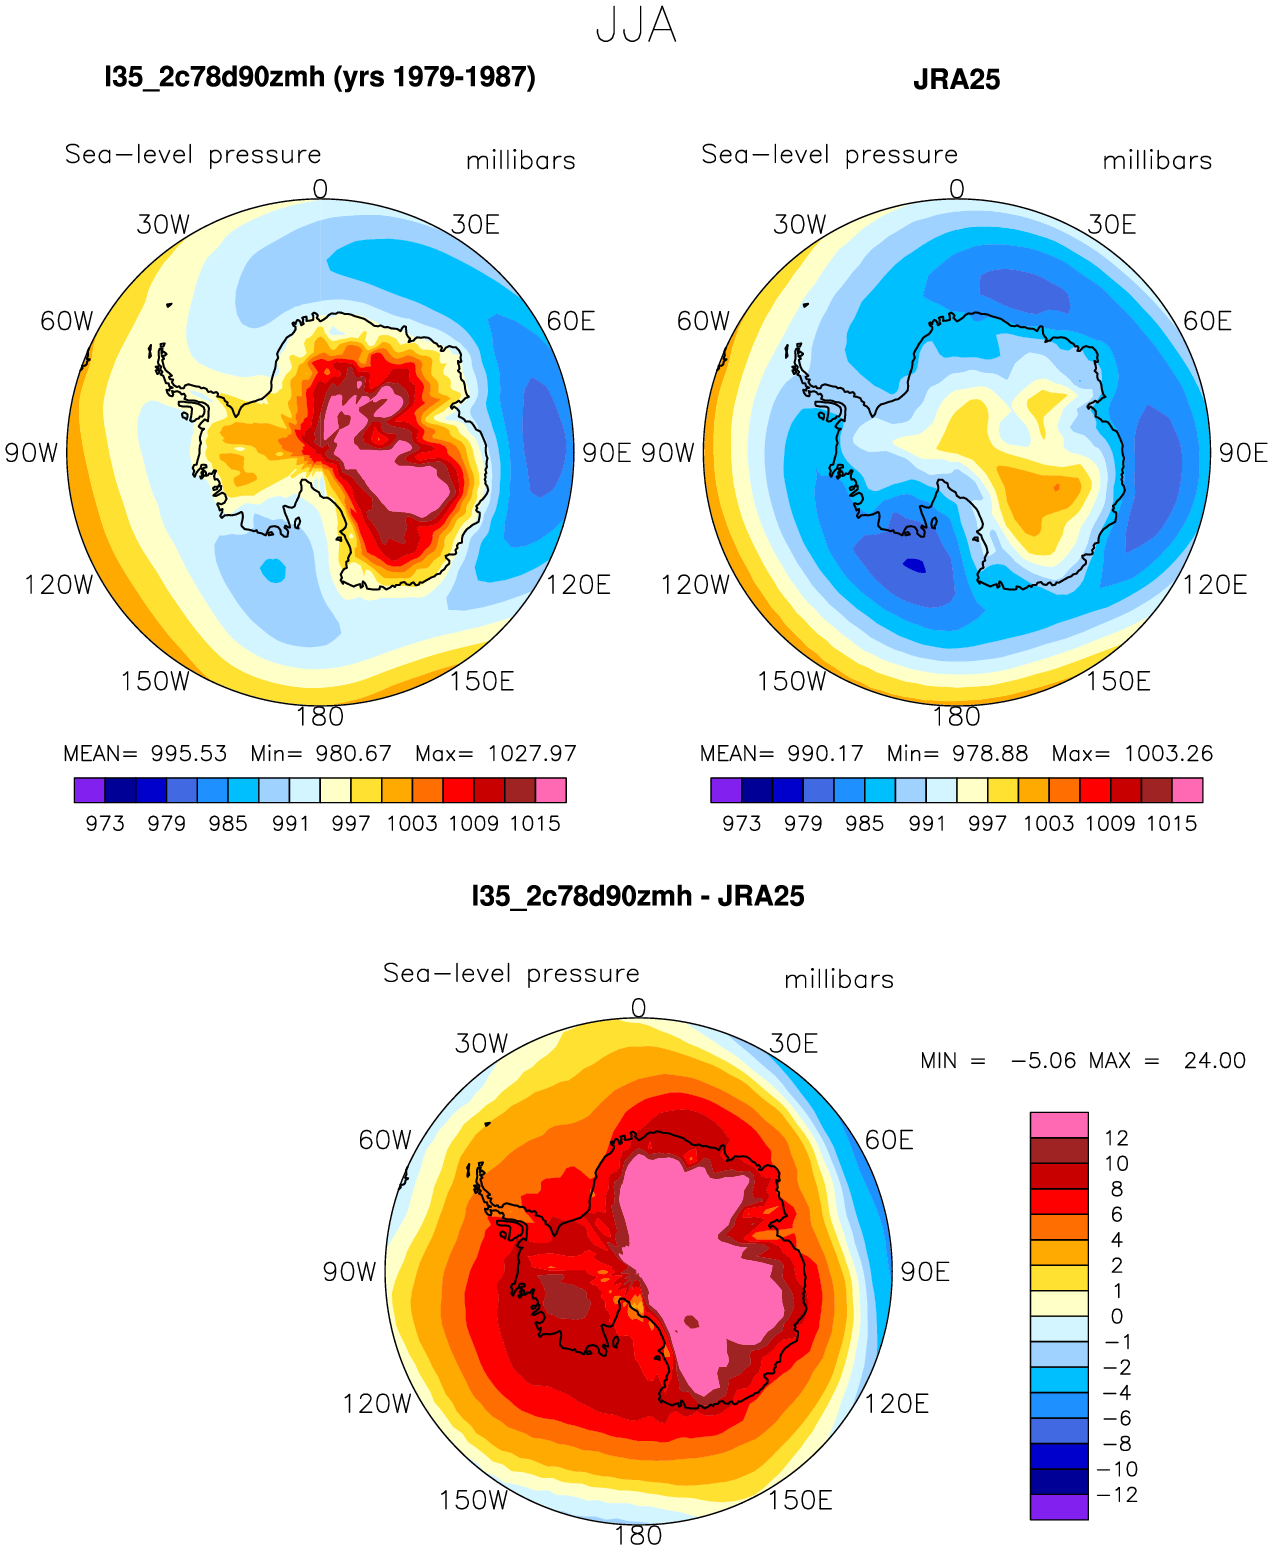 JJA
I35_2c78d90zmh (yrs 1979-1987)
JRA25
Sea-level pressure millibars
Sea-level pressure millibars
0
0
30W 30E
30W 30E
60W 60E
60W 60E
90W 90E
90W 90E
120W 120E
120W 120E
150W 150E
150W 150E
180
180
MEAN= 995.53 Min= 980.67 Max= 1027.97
MEAN= 990.17 Min= 978.88 Max= 1003.26
973 979 985 991 997 1003 1009 1015
973 979 985 991 997 1003 1009 1015
I35_2c78d90zmh - JRA25
Sea-level pressure millibars
0
30W 30E
MIN = -5.06 MAX = 24.00
60W 60E
90W 90E
120W 120E
150W 150E
180
12
10
8
6
4
2
1
0
-1
-2
-4
-6
-8
-10
-12